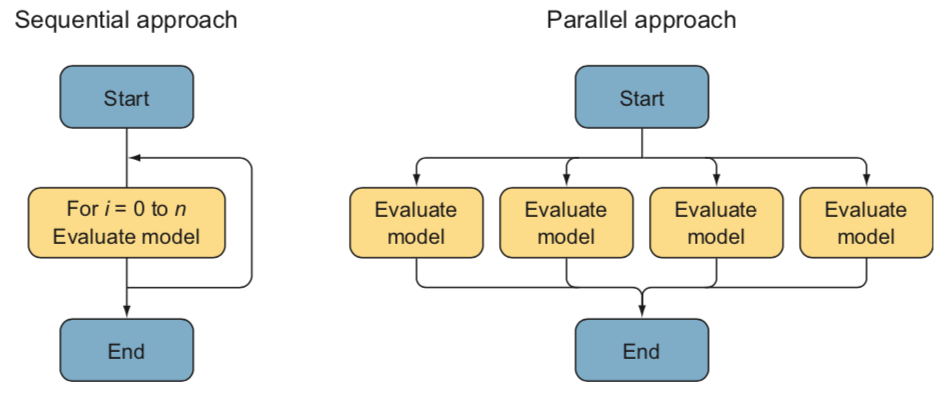 Sequential approach
Start
For i = 0 to n
Evaluate model
End
Parallel approach
Start
Evaluate
model
Evaluate
model
Evaluate
model
Evaluate
model
End